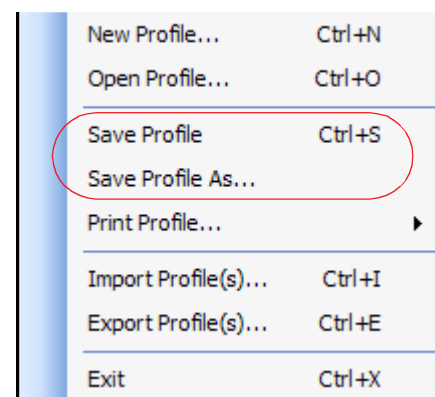 New Profile... Ctrl+N
Open Profile... Ctrl+O
Save Profile Ctrl+S
Save Profile As...
Print Profile...
Import Profile(s)... Ctrl+I
Export Profile(s)... Ctrl+E
Exit Ctrl+X